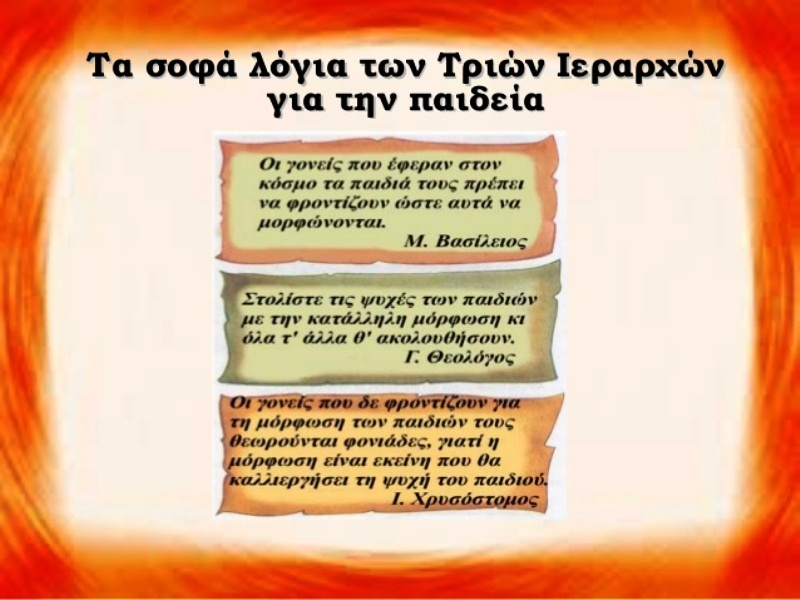 Τα σοφά λόγια των Τριών Ιεραρχών
για την παιδεία
Οι γονείς που έφεραν στον
κόσμο τα παιδιά τους πρέπει
να φροντίζουν ώστε αυτά να
μορφώνονται.
Μ. Βασίλειος
Στολίστε τις ψυχές των παιδιών
με την κατάλληλη μόρφωση κι
όλα τ' άλλα θ' ακολουθήσουν.
Γ. Θεολόγος
Οι γονείς που δε φροντίζουν για
τη μόρφωση των παιδιών τους
θεωρούνται φονιάδες, γιατί η
μόρφωση είναι εκείνη που θα
καλλιεργήσει τη ψυχή του παιδιού.
Ι. Χρυσόστομος